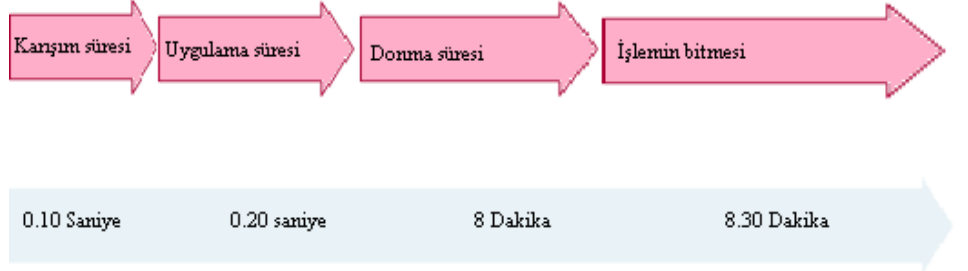 Karışım süresi
Uygulama süresi
Donma süresi
İşlemin bitmesi
0.10 Saniye
0.20 saniye
8 Dakika
8.30 Dakika